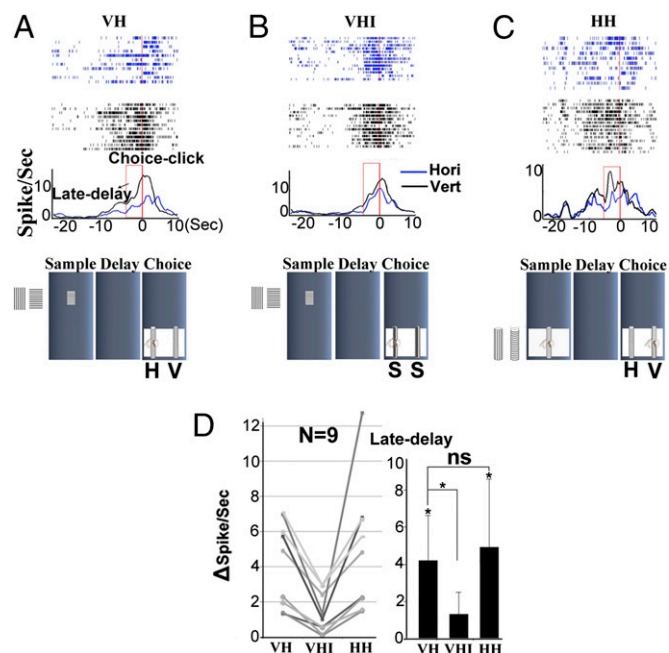 A VH
B VHI
C HH
Spike/Sec
Choice-click
Late-delay
10
0
-20 -10 0 10(Sec)
10
0
-20 -10 0 10
Hori
Vert
10
0
-20 -10 0 10
Sample Delay Choice
H V
Sample Delay Choice
S S
Sample Delay Choice
H V
D
N=9
ΔSpike/Sec
12
10
8
6
4
2
0
VH VHI HH
Late-delay
ns
*
*
*
10
8
6
4
2
0
VH VHI HH